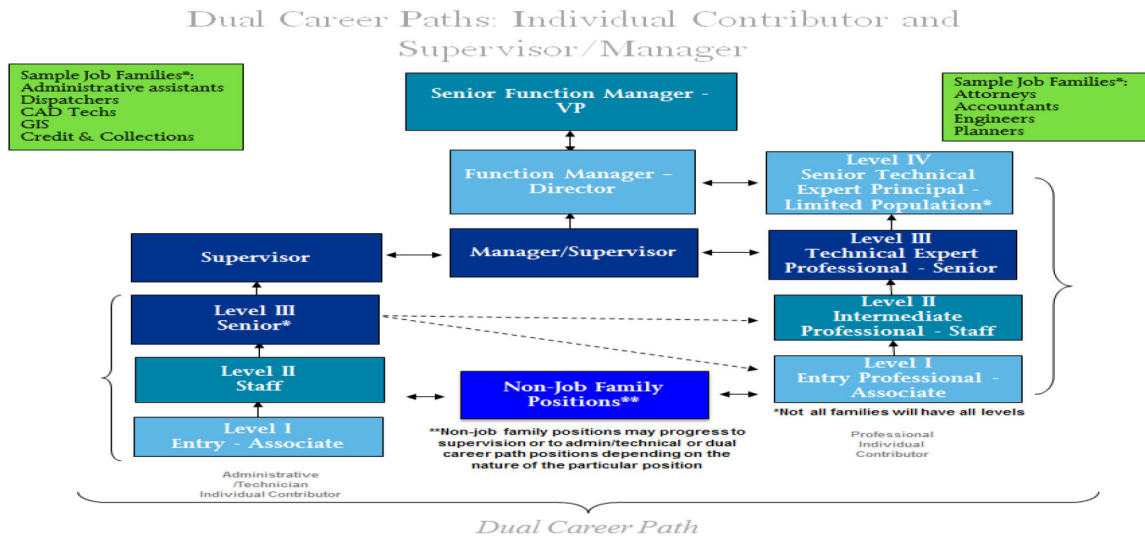 Dual Career Paths: Individual Contributor and
Supervisor/Manager
Sample Job Families*:
Administrative assistants
Dispatchers
CAD Techs
GIS
Credit & Collections
Sample Job Families*:
Attorneys
Accountants
Engineers
Planners
Senior Function Manager -
VP
Function Manager –
Director
Level IV
Senior Technical
Expert Principal -
Limited Population*
Supervisor
Manager/Supervisor
Level III
Technical Expert
Professional - Senior
Level III
Senior*
Level II
Intermediate
Professional - Staff
Level II
Staff
Non-Job Family
Positions**
Level I
Entry Professional -
Associate
Level I
Entry - Associate
*Not all families will have all levels
**Non-job family positions may progress to
supervision or to admin/technical or dual
career path positions depending on the
nature of the particular position
Professional
Individual
Contributor
Administrative
/Technician
Individual Contributor
Dual Career Path